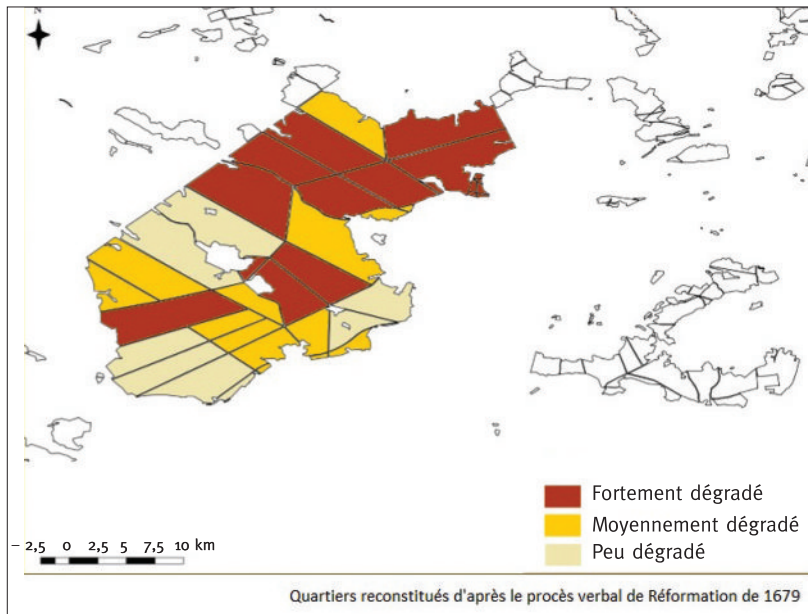 Fortement dégradé
Moyennement dégradé
Peu dégradé
– 2,5 0 2,5 5 7,5 10 km
Quartiers reconstitués d'après le procès verbal de Réformation de 1679